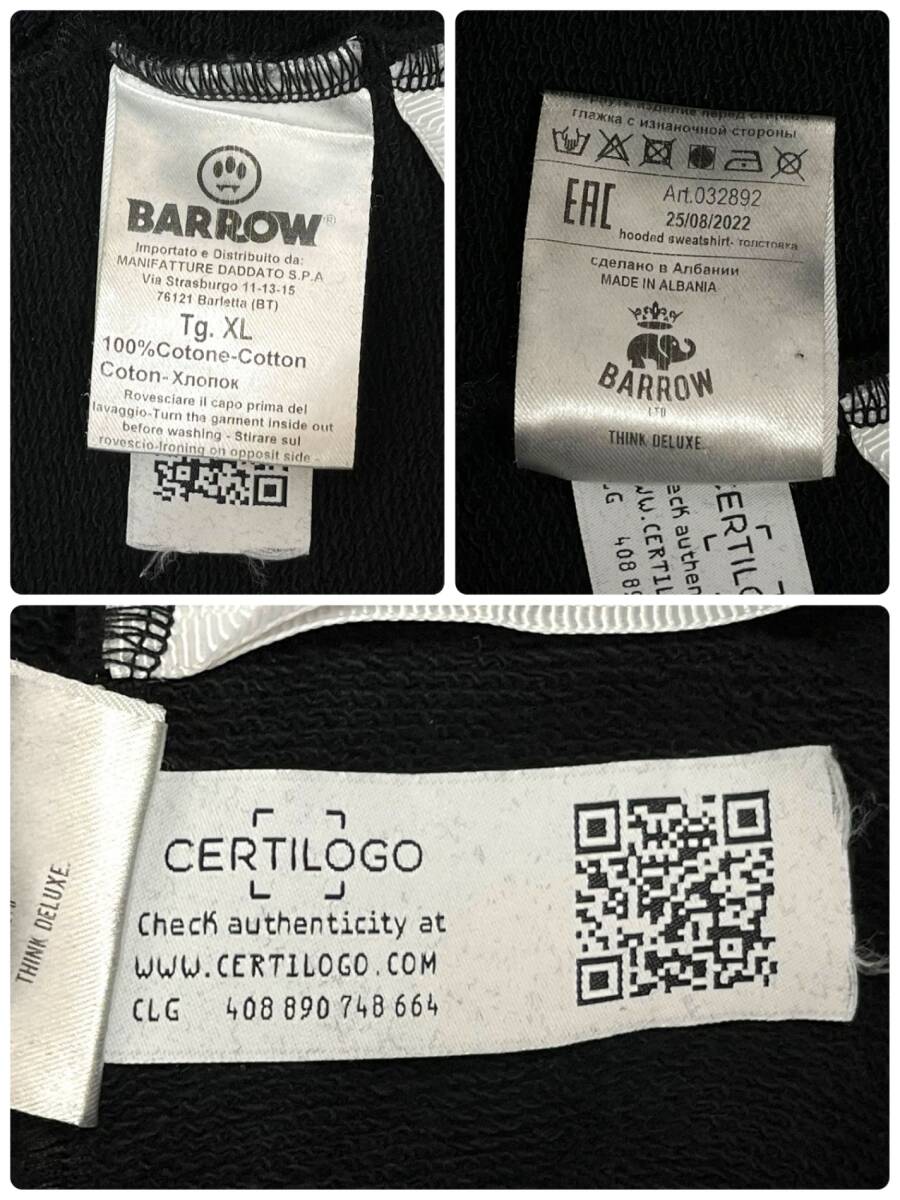 BARROW®
Importato e Distribuito da:
MANIFATTURE DADDATO S.P.A
Via Strasburgo 11-13-15
76121 Barletta (BT)
Tg. XL
100%Cotone-Cotton
Coton-Хлопок
Rovesciare il capo prima del
lavaggio-Turn the garment inside out
before washing - Stirare sul
rovescio-Ironing on opposit side -
изделие перед стиркой
глажка с изнаночной стороны
EAC
Art.032892
25/08/2022
hooded sweatshirt- толстовка
сделано в Албании
MADE IN ALBANIA
BARROW
LTD
THINK DELUXE.
CERTILOGO
Check authenticity at
WWW.CERTILOGO.COM
CLG 408 890 748 664
THINK DELUXE.